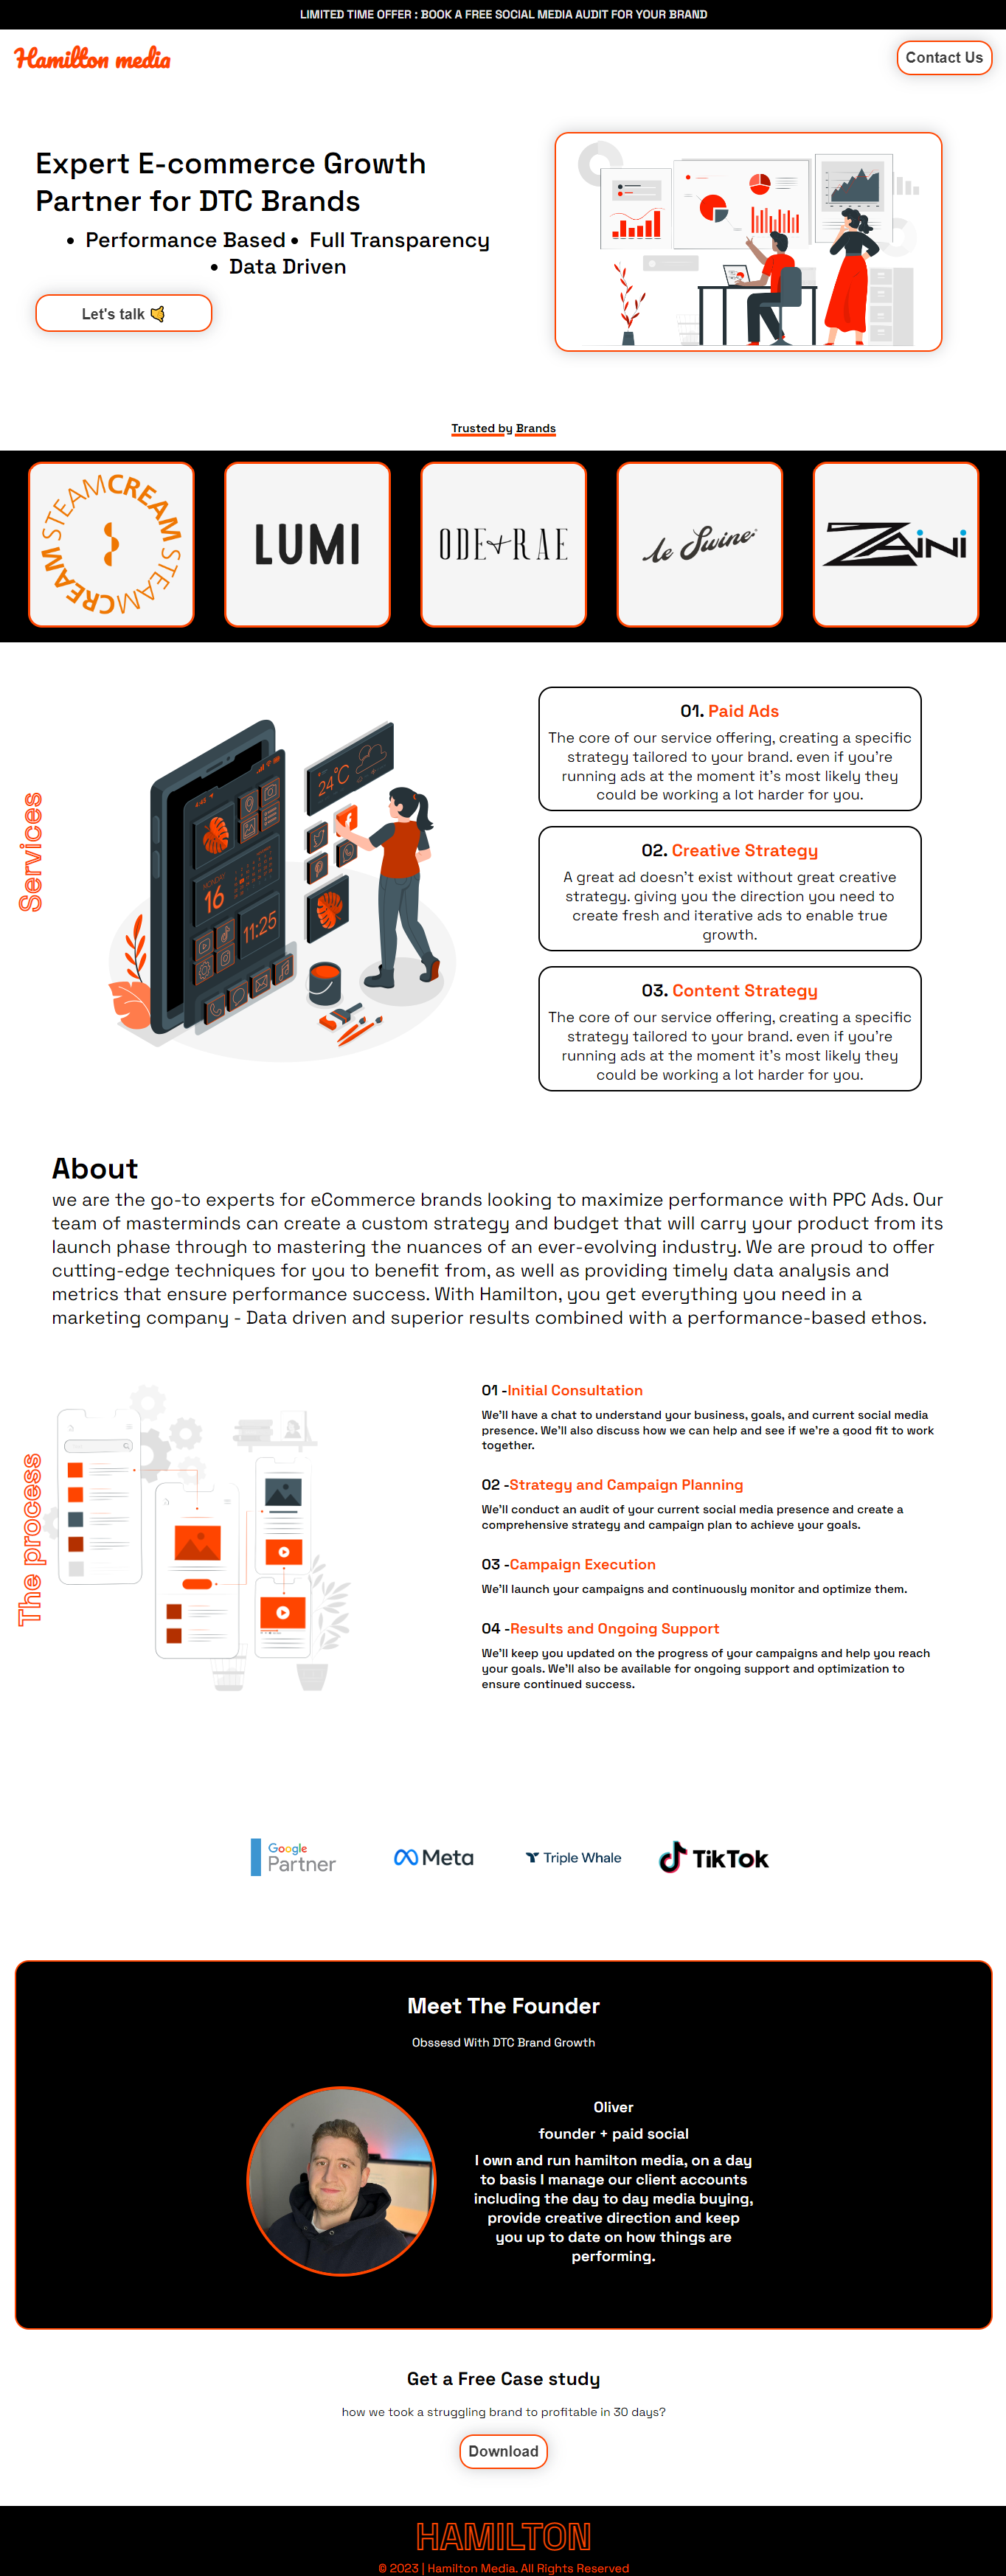 LIMITED TIME OFFER : BOOK A FREE SOCIAL MEDIA AUDIT FOR YOUR BRAND
Hamilton media
Contact Us
Expert E-commerce Growth
Partner for DTC Brands
• Performance Based • Full Transparency
• Data Driven
Let's talk 🤙
Trusted by Brands
STEAMCREAM STEAMCREAM
LUMI
ODE+RAE
le Swine
ZAiNi
Services
24°C
4:45
MONDAY
16
11:25
01. Paid Ads
The core of our service offering, creating a specific
strategy tailored to your brand. even if you're
running ads at the moment it's most likely they
could be working a lot harder for you.
02. Creative Strategy
A great ad doesn't exist without great creative
strategy. giving you the direction you need to
create fresh and iterative ads to enable true
growth.
03. Content Strategy
The core of our service offering, creating a specific
strategy tailored to your brand. even if you're
running ads at the moment it's most likely they
could be working a lot harder for you.
About
we are the go-to experts for eCommerce brands looking to maximize performance with PPC Ads. Our
team of masterminds can create a custom strategy and budget that will carry your product from its
launch phase through to mastering the nuances of an ever-evolving industry. We are proud to offer
cutting-edge techniques for you to benefit from, as well as providing timely data analysis and
metrics that ensure performance success. With Hamilton, you get everything you need in a
marketing company - Data driven and superior results combined with a performance-based ethos.
The process
01 -Initial Consultation
We'll have a chat to understand your business, goals, and current social media
presence. We'll also discuss how we can help and see if we're a good fit to work
together.
02 -Strategy and Campaign Planning
We'll conduct an audit of your current social media presence and create a
comprehensive strategy and campaign plan to achieve your goals.
03 -Campaign Execution
We'll launch your campaigns and continuously monitor and optimize them.
04 -Results and Ongoing Support
We'll keep you updated on the progress of your campaigns and help you reach
your goals. We'll also be available for ongoing support and optimization to
ensure continued success.
Google
Partner
Meta
Triple Whale
TikTok
Meet The Founder
Obssesd With DTC Brand Growth
Oliver
founder + paid social
I own and run hamilton media, on a day
to basis I manage our client accounts
including the day to day media buying,
provide creative direction and keep
you up to date on how things are
performing.
Get a Free Case study
how we took a struggling brand to profitable in 30 days?
Download
HAMILTON
© 2023 | Hamilton Media. All Rights Reserved